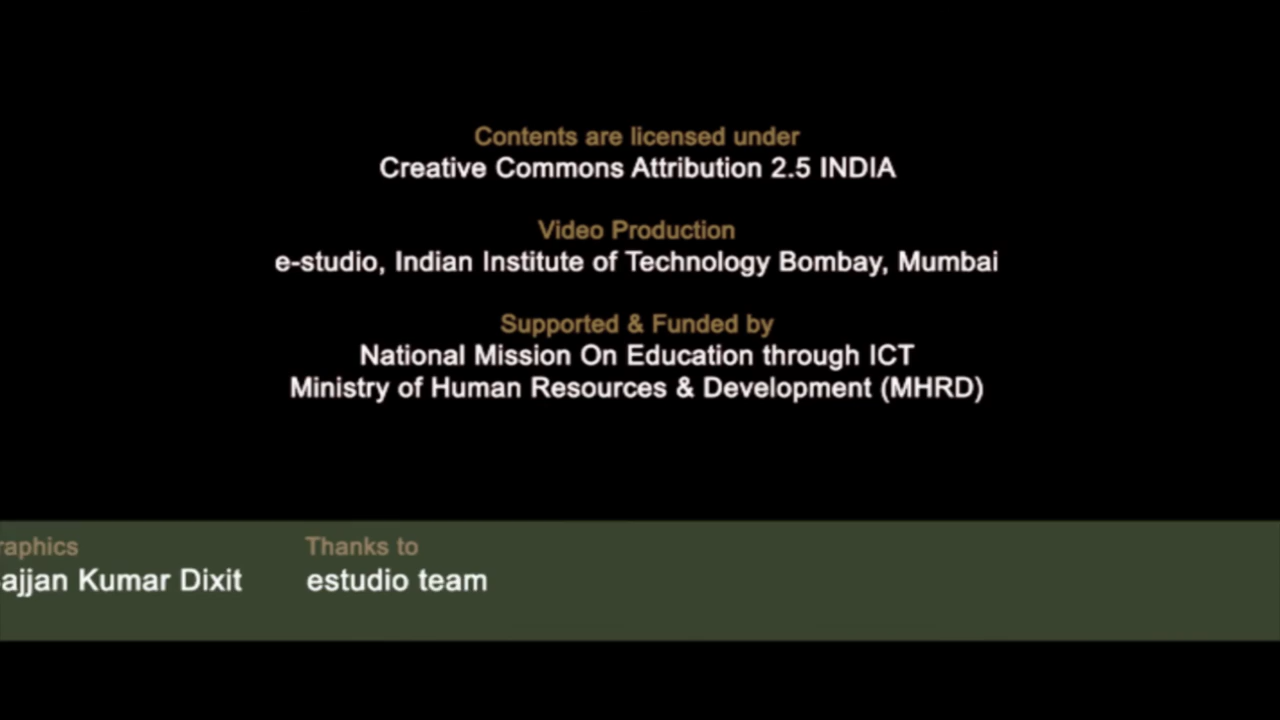 Contents are licensed under
Creative Commons Attribution 2.5 INDIA
Video Production
e-studio, Indian Institute of Technology Bombay, Mumbai
Supported & Funded by
National Mission On Education through ICT
Ministry of Human Resources & Development (MHRD)
Thanks to
Kumar Dixit
estudio team